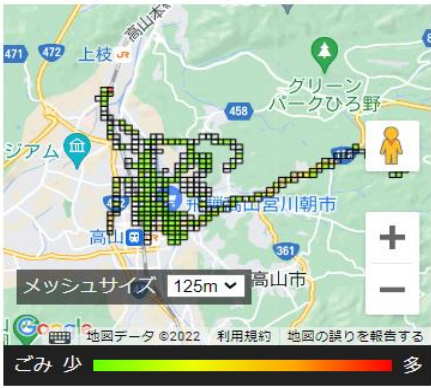 高山本線
471
472
上枝
JR
458
グリーン
パークひろ野
ジアム
飛騨高山宮川朝市
高山
361
メッシュサイズ 125m
高山市
Google
地図データ ©2022 利用規約 地図の誤りを報告する
ごみ 少 多